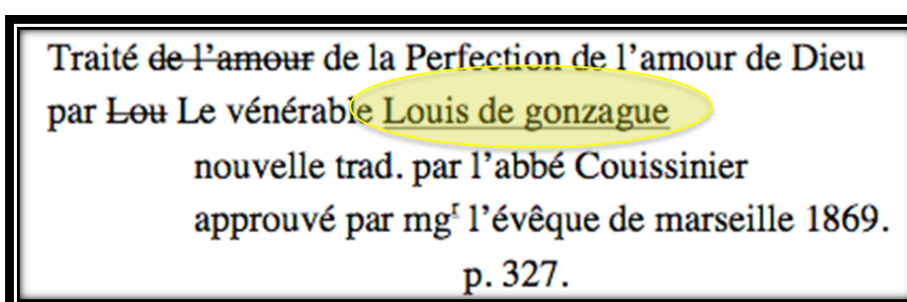 Traité de l'amour de la Perfection de l'amour de Dieu
par Lou Le vénérable Louis de gonzague
nouvelle trad. par l'abbé Couissinier
approuvé par mgr l'évêque de marseille 1869.
p. 327.